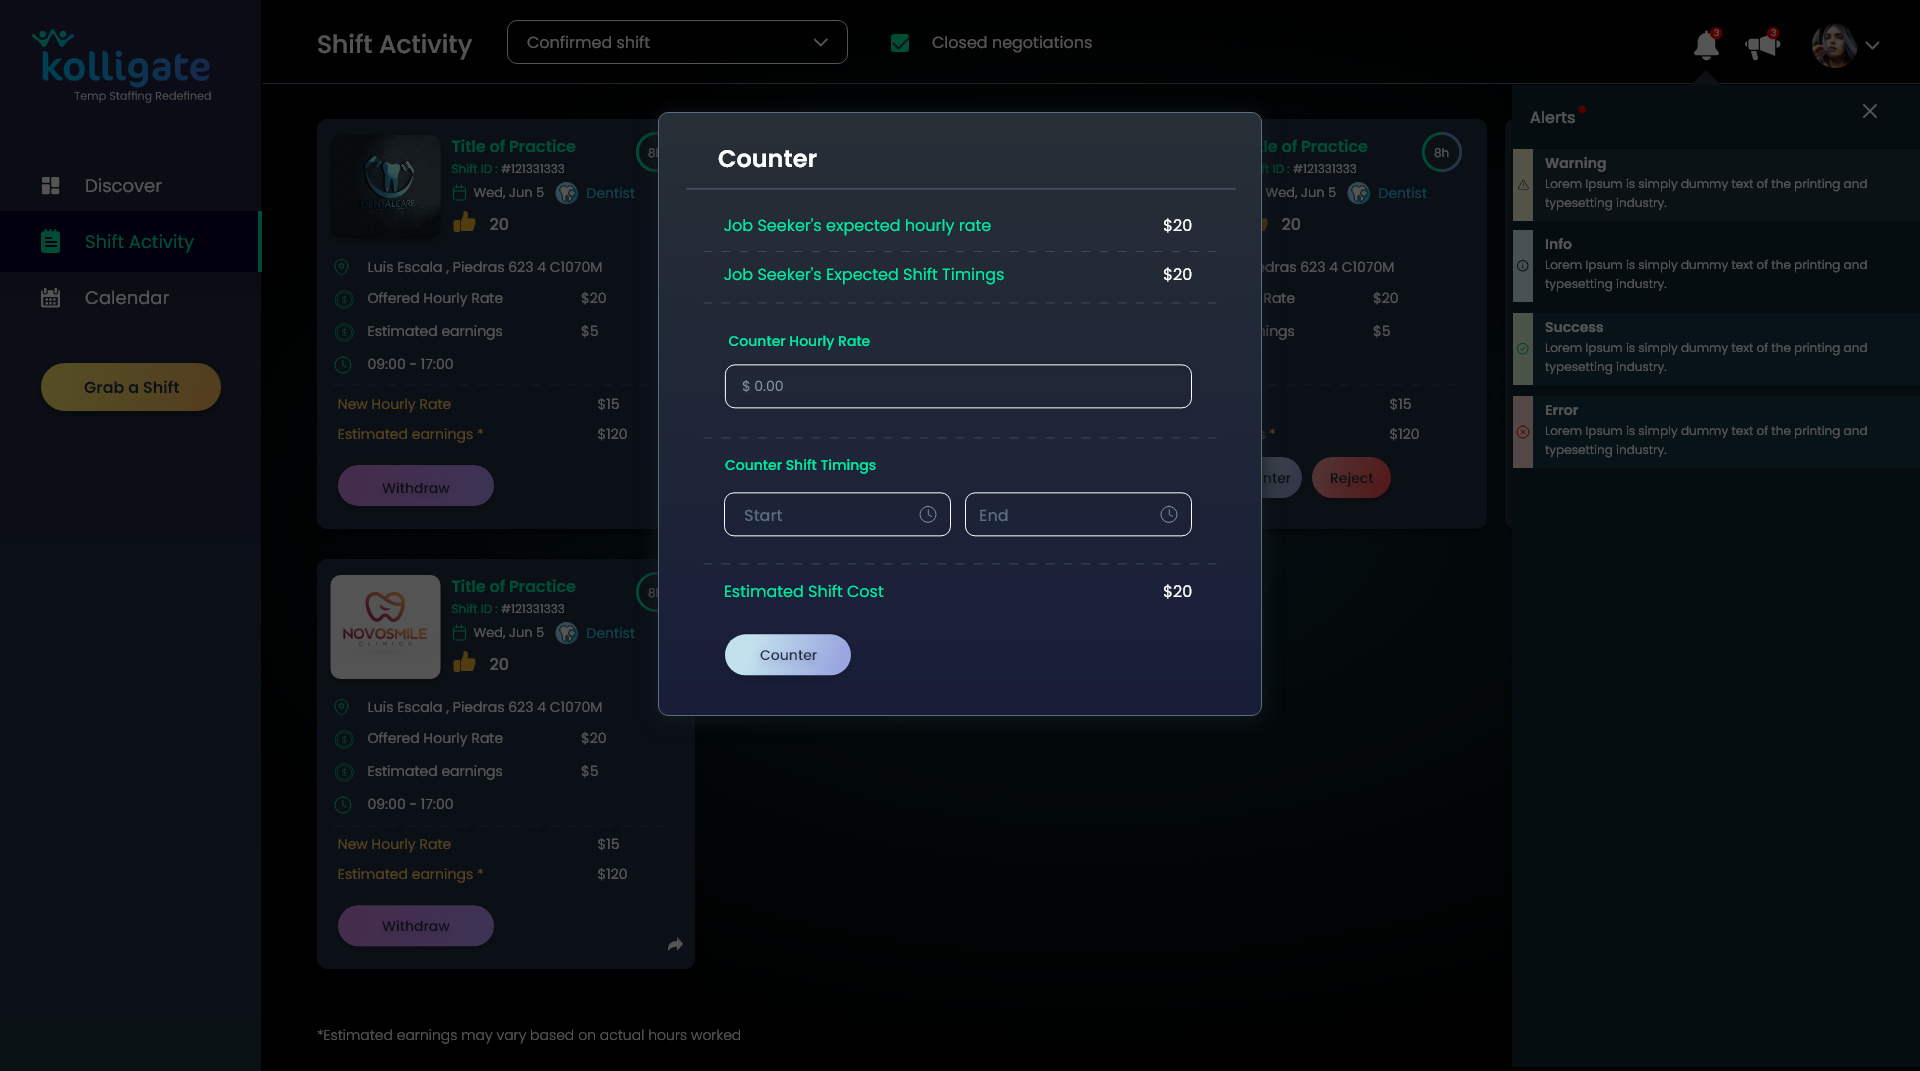 kolligate
Temp Staffing Redefined
Discover
Shift Activity
Calendar
Grab a Shift
Shift Activity
Confirmed shift
Closed negotiations
3
3
Title of Practice
Shift ID : #121331333
Wed, Jun 5
Dentist
20
DENTALCARE
Luis Escala , Piedras 623 4 C1070M
Offered Hourly Rate $20
Estimated earnings $5
09:00 - 17:00
New Hourly Rate $15
Estimated earnings * $120
Withdraw
Title of Practice
Shift ID : #121331333
Wed, Jun 5
Dentist
20
NOVOSMILE
CLINICS
Luis Escala , Piedras 623 4 C1070M
Offered Hourly Rate $20
Estimated earnings $5
09:00 - 17:00
New Hourly Rate $15
Estimated earnings * $120
Withdraw
*Estimated earnings may vary based on actual hours worked
Counter
Job Seeker's expected hourly rate $20
Job Seeker's Expected Shift Timings $20
Counter Hourly Rate
$ 0.00
Counter Shift Timings
Start
End
Estimated Shift Cost $20
Counter
of Practice
: #121331333
8h
Wed, Jun 5
Dentist
20
623 4 C1070M
Rate $20
$5
$15
* $120
Reject
Alerts
Warning
Lorem Ipsum is simply dummy text of the printing and
typesetting industry.
Info
Lorem Ipsum is simply dummy text of the printing and
typesetting industry.
Success
Lorem Ipsum is simply dummy text of the printing and
typesetting industry.
Error
Lorem Ipsum is simply dummy text of the printing and
typesetting industry.